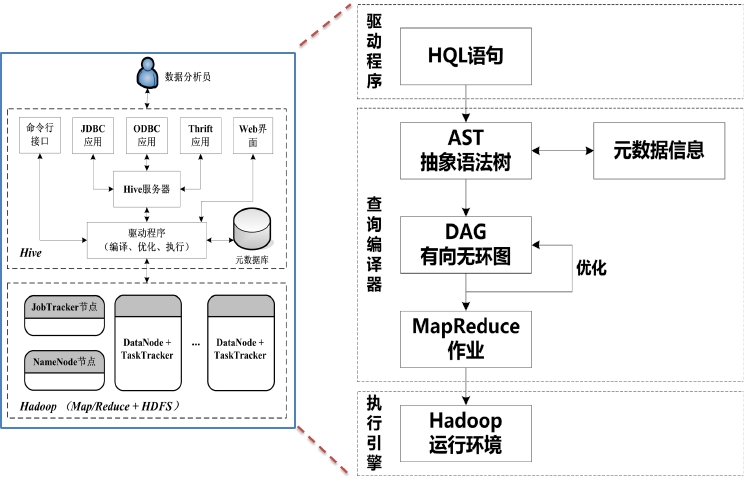 数据分析员
命令行
接口
JDBC
应用
ODBC
应用
Thrift
应用
Web界
面
Hive服务器
驱动程序
（编译、优化、执行）
元数据库
Hive
JobTracker节点
NameNode节点
DataNode +
TaskTracker
...
DataNode +
TaskTracker
Hadoop （Map/Reduce + HDFS）
驱动程序
HQL语句
查询编译器
AST
抽象语法树
元数据信息
DAG
有向无环图
优化
MapReduce
作业
执行引擎
Hadoop
运行环境